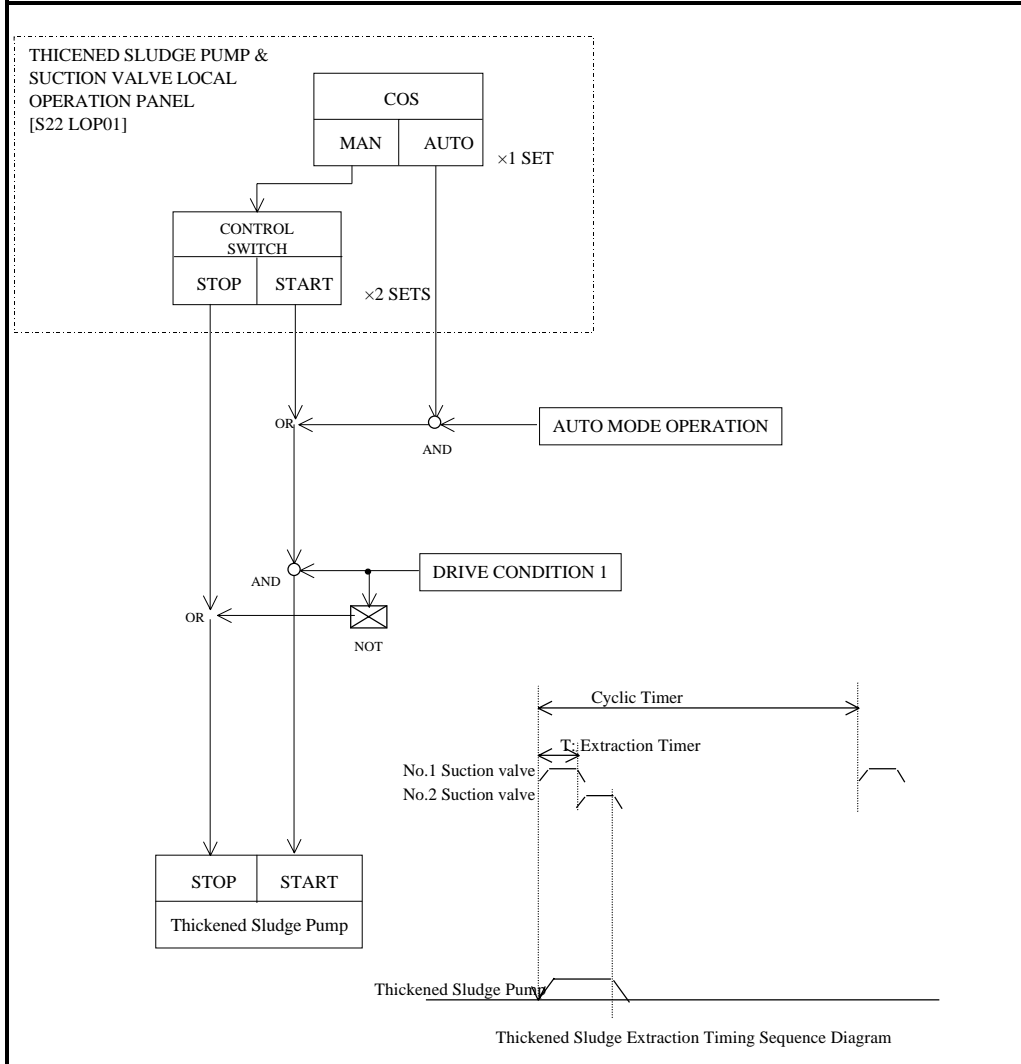 THICENED SLUDGE PUMP &
SUCTION VALVE LOCAL
OPERATION PANEL
[S22 LOP01]
COS
MAN AUTO
×1 SET
CONTROL
SWITCH
STOP START
×2 SETS
OR
AND
AUTO MODE OPERATION
AND
DRIVE CONDITION 1
OR
NOT
Cyclic Timer
T: Extraction Timer
No.1 Suction valve
No.2 Suction valve
STOP START
Thickened Sludge Pump
Thickened Sludge Pump
Thickened Sludge Extraction Timing Sequence Diagram